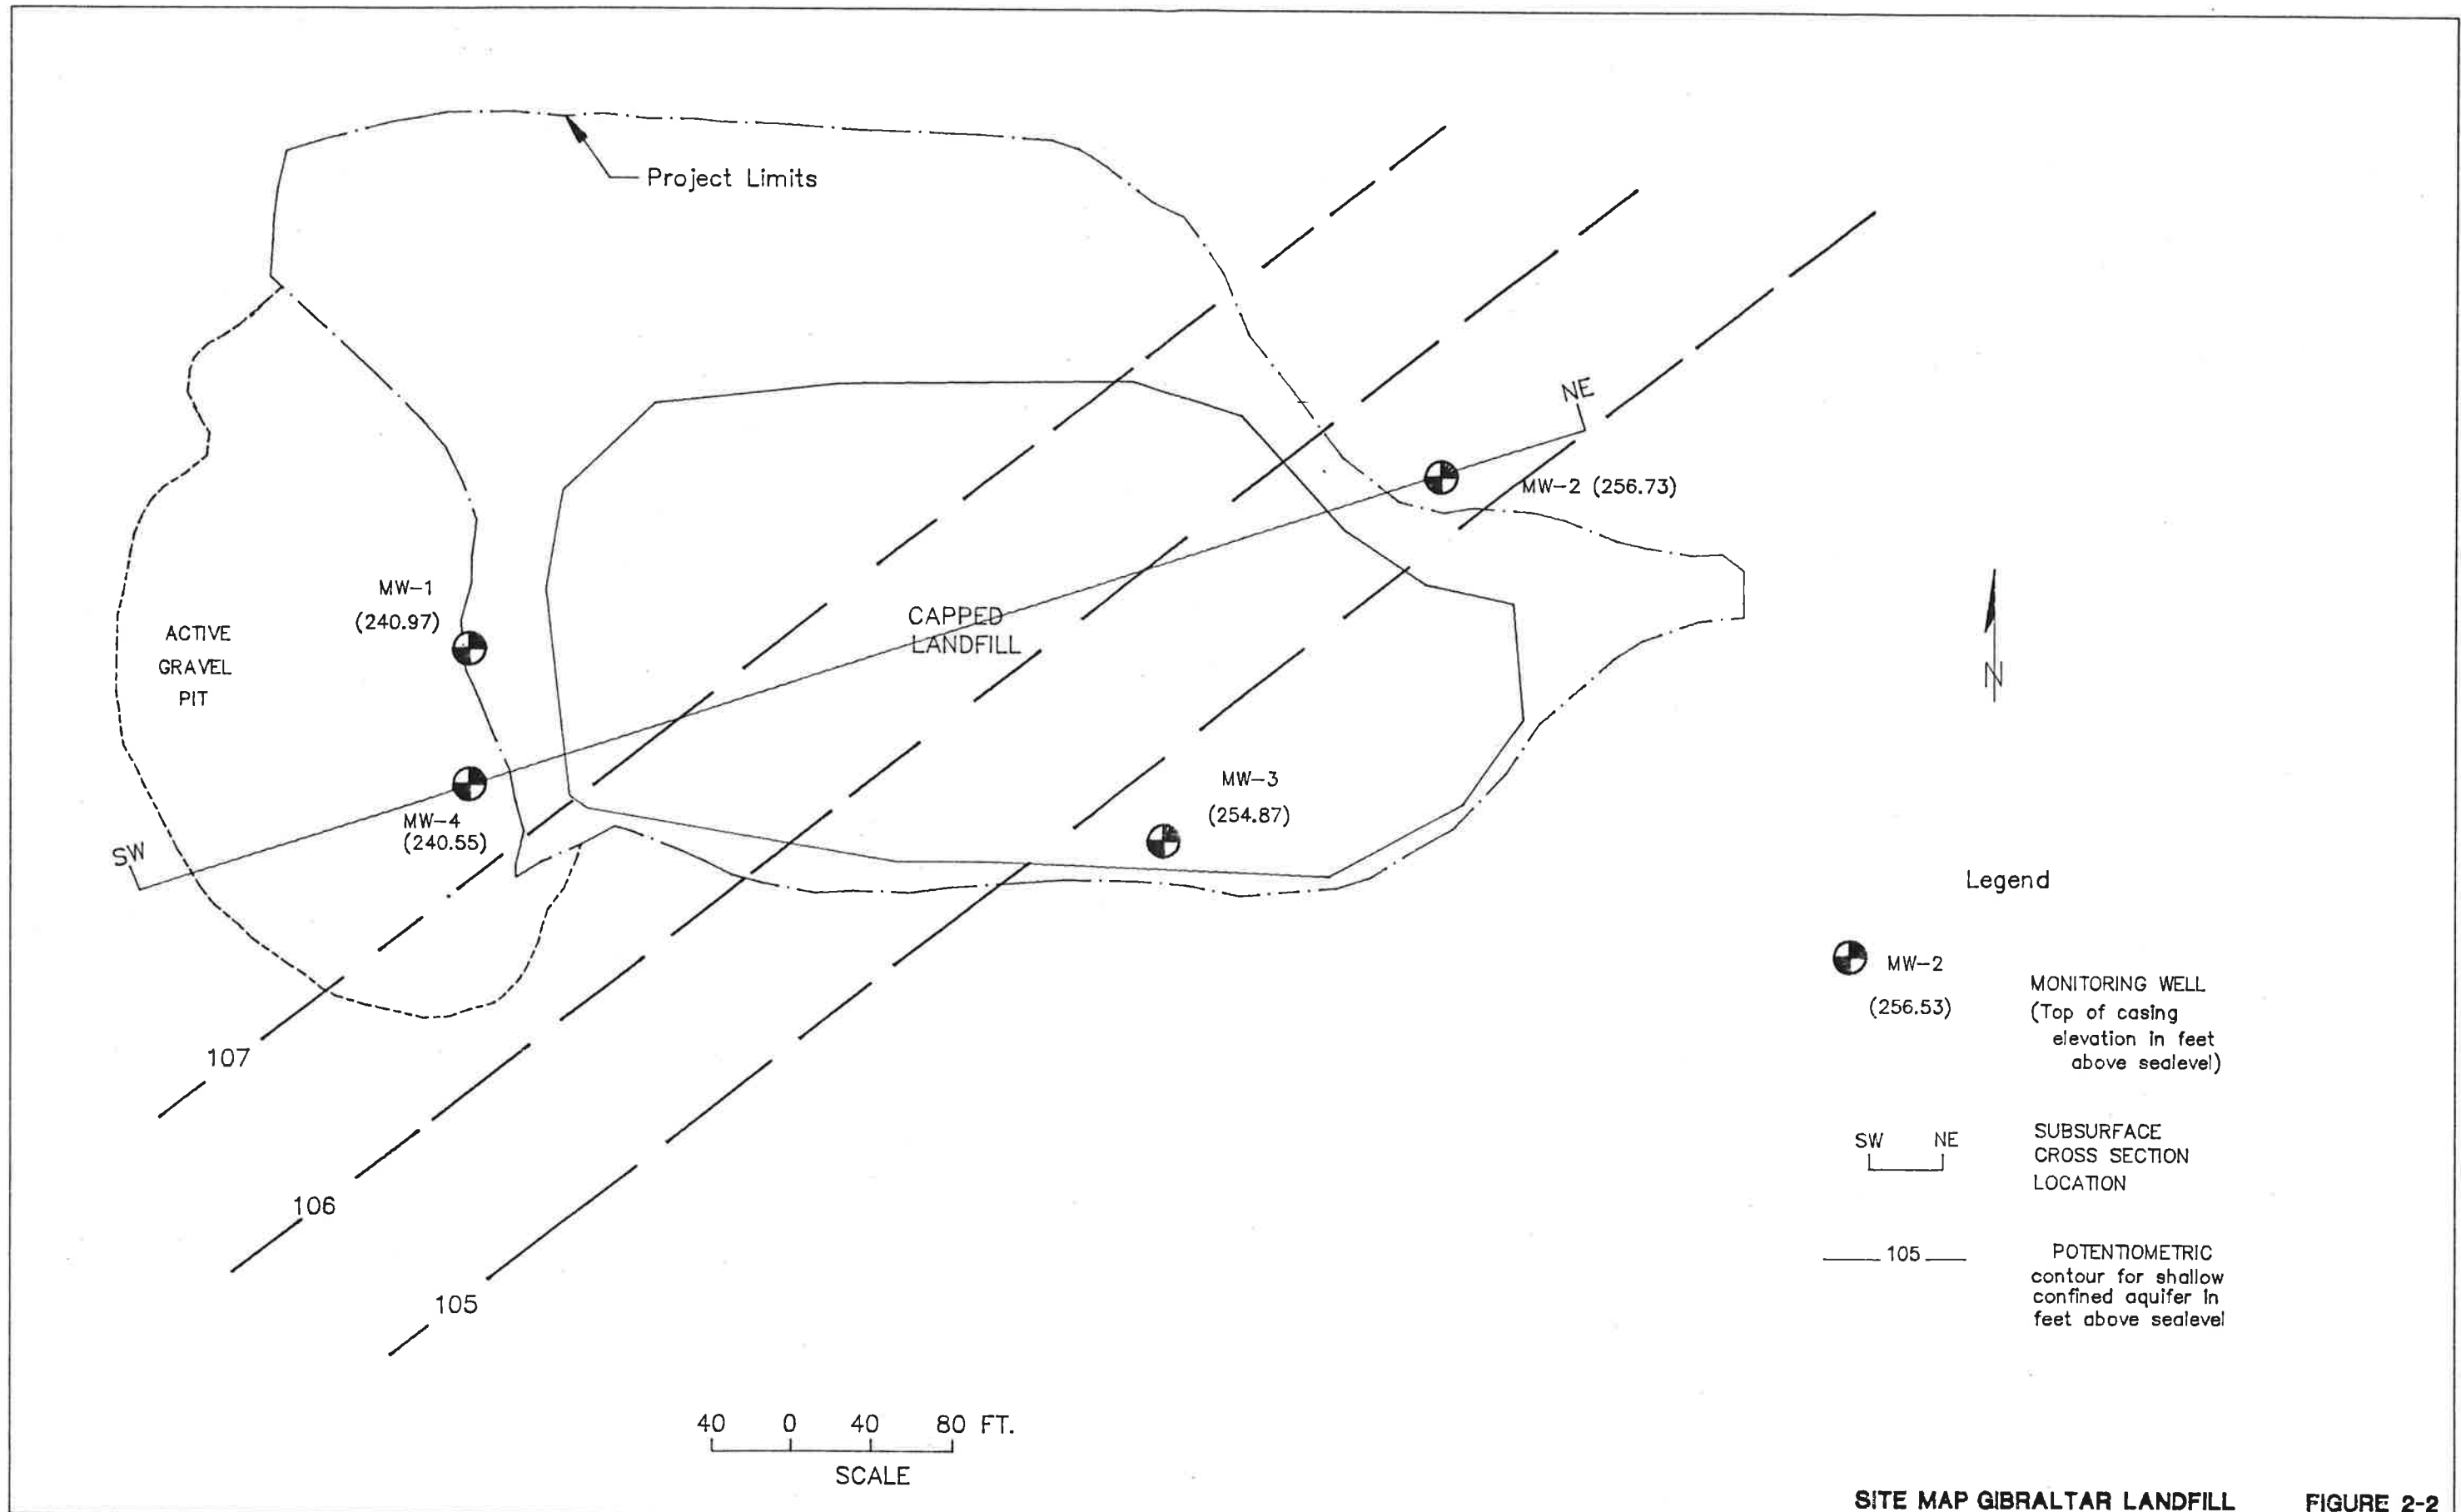 Project Limits
NE
MW-2 (256.73)
MW-1
(240.97)
ACTIVE
GRAVEL
PIT
CAPPED
LANDFILL
N
MW-3
(254.87)
MW-4
(240.55)
SW
107
106
105
Legend
MW-2
(256.53)
MONITORING WELL
(Top of casing
elevation in feet
above sealevel)
SW NE
SUBSURFACE
CROSS SECTION
LOCATION
105
POTENTIOMETRIC
contour for shallow
confined aquifer in
feet above sealevel
40 0 40 80 FT.
SCALE
SITE MAP GIBRALTAR LANDFILL FIGURE 2-2